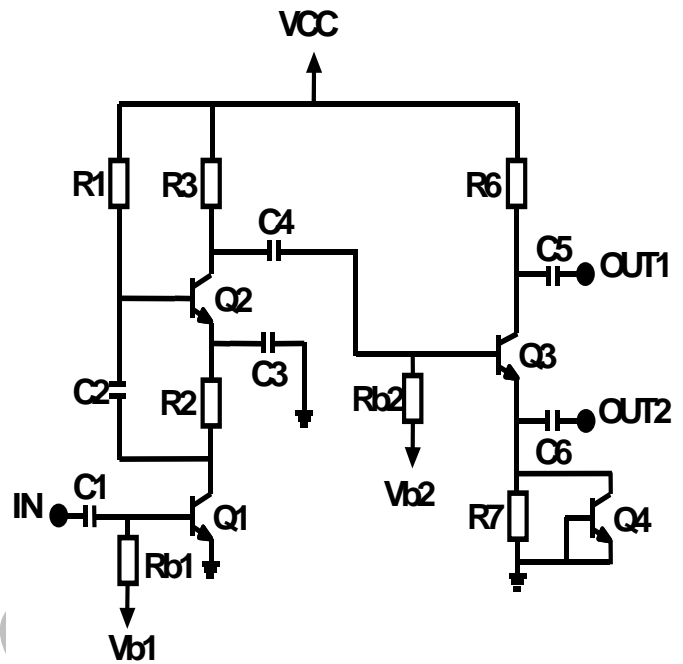 VCC
R1
R3
R6
C4
C5
OUT1
Q2
Q3
C3
C2
R2
Rb2
OUT2
C6
Vb2
IN
C1
Q1
R7
Q4
Rb1
Vb1